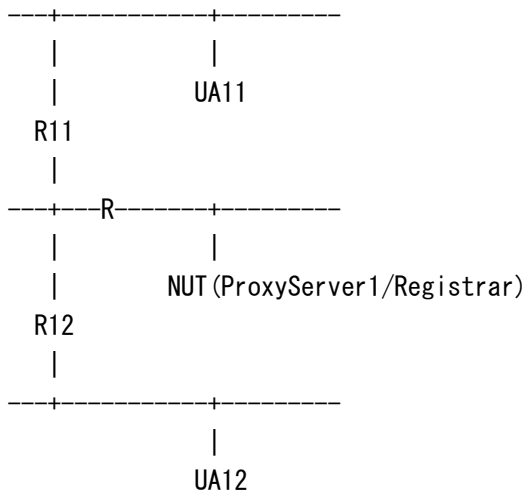 ---+-----------+---------
|           |
|          UA11
R11
|
---+---R-------+---------
|           |
|        NUT(ProxyServer1/Registrar)
R12
|
---+-----------+---------
|
UA12